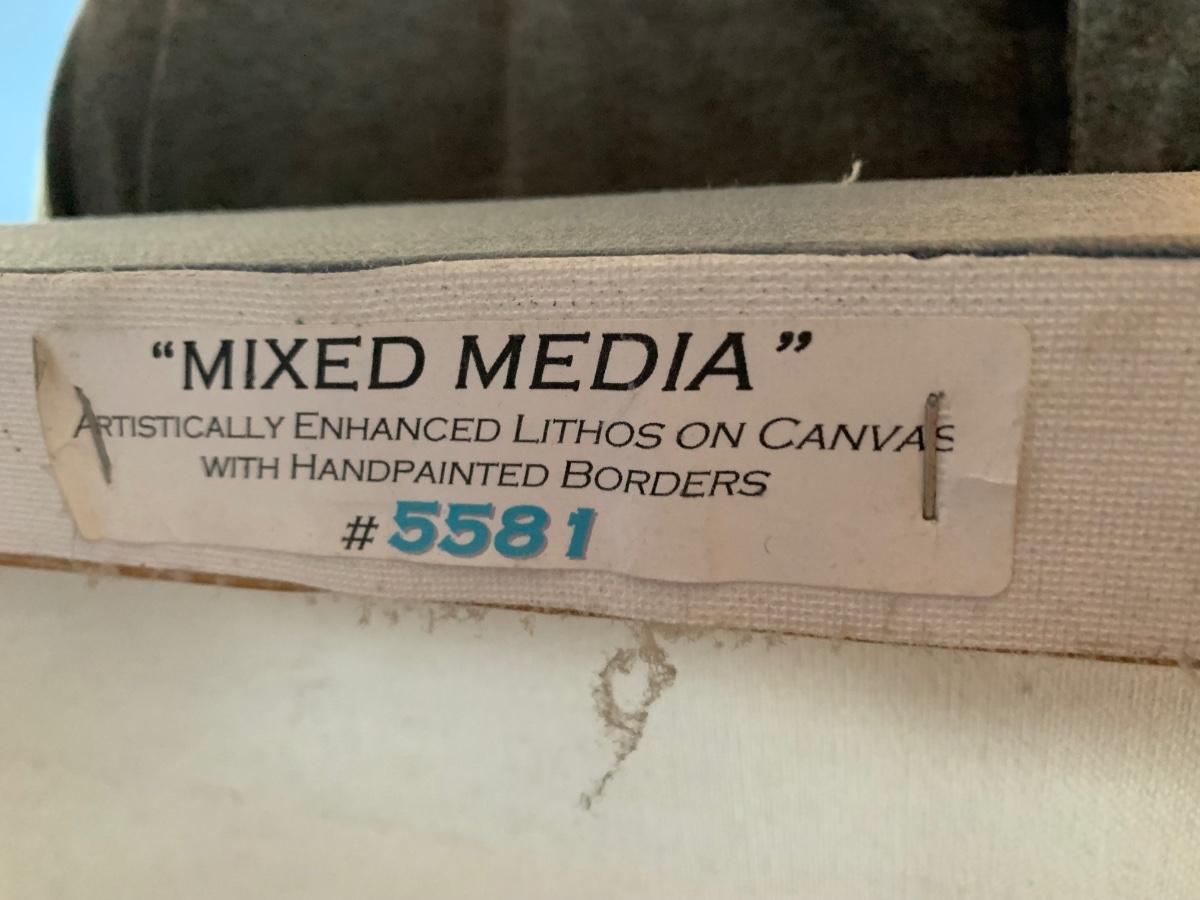 “MIXED MEDIA”
ARTISTICALLY ENHANCED LITHOS ON CANVAS
WITH HANDPAINTED BORDERS
#5581